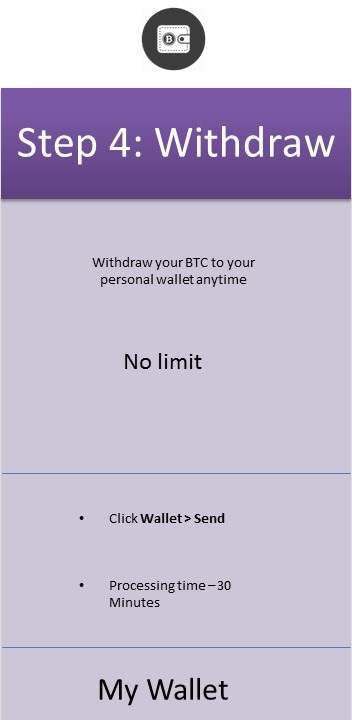 Step 4: Withdraw
Withdraw your BTC to your
personal wallet anytime
No limit
• Click Wallet > Send
• Processing time – 30
Minutes
My Wallet